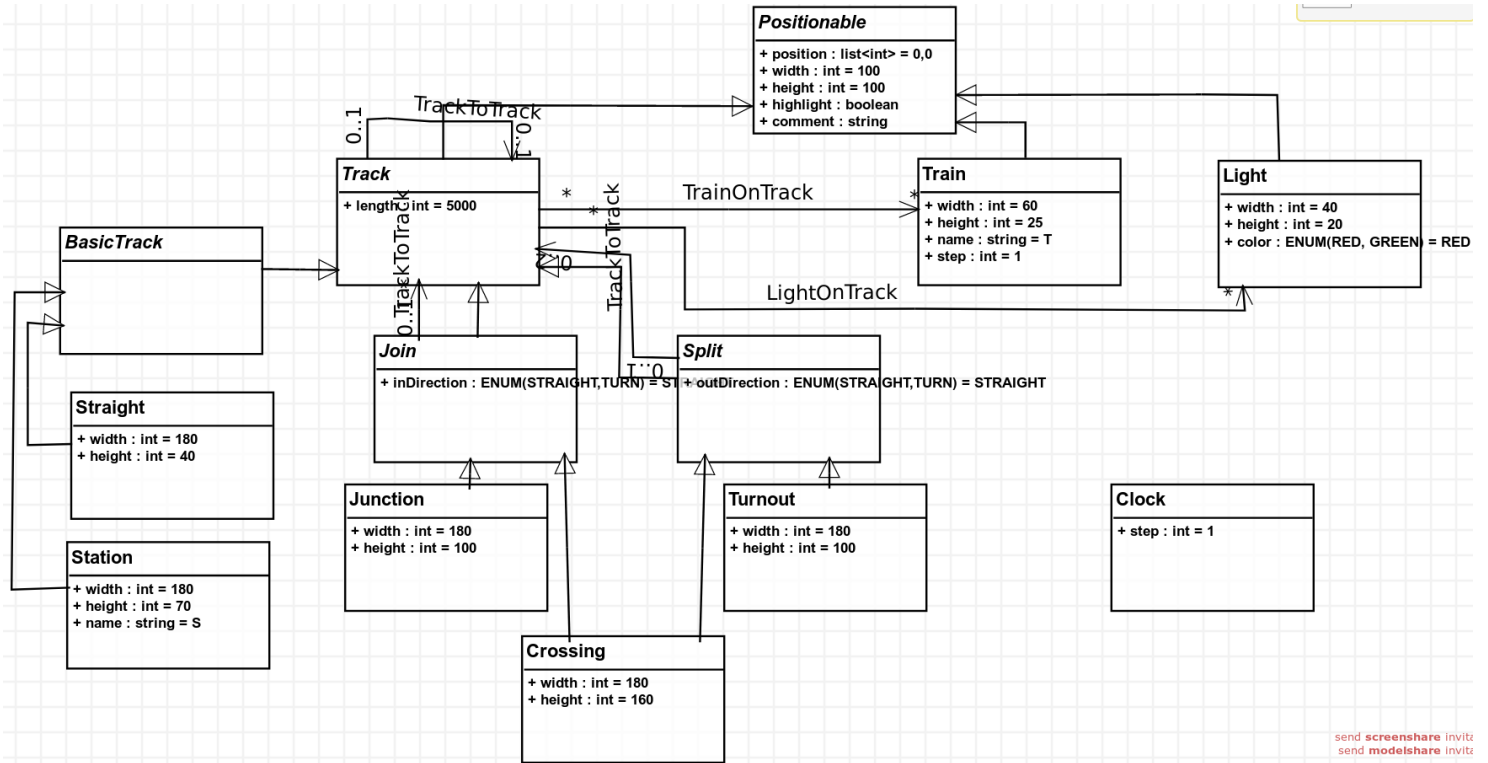 Positionable
+ position : list<int> = 0,0
+ width : int = 100
+ height : int = 100
+ highlight : boolean
+ comment : string
TrackToTrack
0..1
0..1
Track
+ length : int = 5000
TrainOnTrack
*
*
*
Train
+ width : int = 60
+ height : int = 25
+ name : string = T
+ step : int = 1
Light
+ width : int = 40
+ height : int = 20
+ color : ENUM(RED, GREEN) = RED
BasicTrack
TrackToTrack
TrackToTrack
0..2
LightOnTrack
*
0..1
Join
+ inDirection : ENUM(STRAIGHT,TURN) = STRAIGHT
0..1
Split
+ outDirection : ENUM(STRAIGHT,TURN) = STRAIGHT
Straight
+ width : int = 180
+ height : int = 40
Junction
+ width : int = 180
+ height : int = 100
Turnout
+ width : int = 180
+ height : int = 100
Clock
+ step : int = 1
Station
+ width : int = 180
+ height : int = 70
+ name : string = S
Crossing
+ width : int = 180
+ height : int = 160
send screenshare invita
send modelshare invita